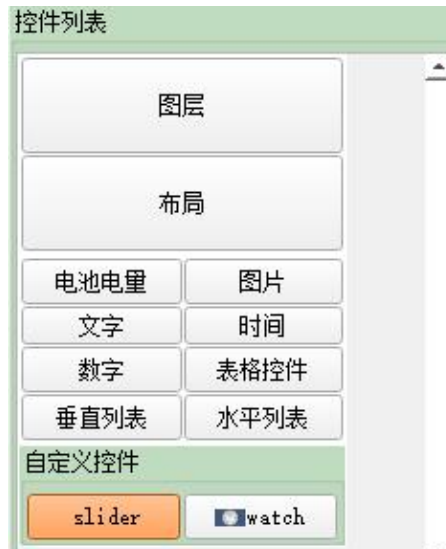 控件列表
图层
布局
电池电量 图片
文字 时间
数字 表格控件
垂直列表 水平列表
自定义控件
slider watch